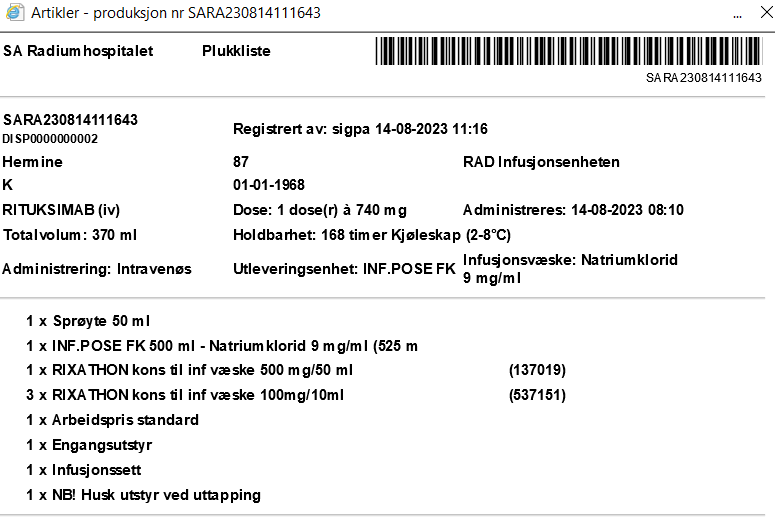 Artikler - produksjon nr SARA230814111643
SA Radiumhospitalet Plukkliste
SARA230814111643
SARA230814111643
DISP0000000002
Registrert av: sigpa 14-08-2023 11:16
Hermine 87 RAD Infusjonsenheten
K 01-01-1968
RITUKSIMAB (iv) Dose: 1 dose(r) à 740 mg Administreres: 14-08-2023 08:10
Totalvolum: 370 ml Holdbarhet: 168 timer Kjøleskap (2-8°C)
Administrering: Intravenøs Utleveringsenhet: INF.POSE FK Infusjonsvæske: Natriumklorid
9 mg/ml
1 x Sprøyte 50 ml
1 x INF.POSE FK 500 ml - Natriumklorid 9 mg/ml (525 m
1 x RIXATHON kons til inf væske 500 mg/50 ml (137019)
3 x RIXATHON kons til inf væske 100mg/10ml (537151)
1 x Arbeidspris standard
1 x Engangsutstyr
1 x Infusjonssett
1 x NB! Husk utstyr ved uttapping